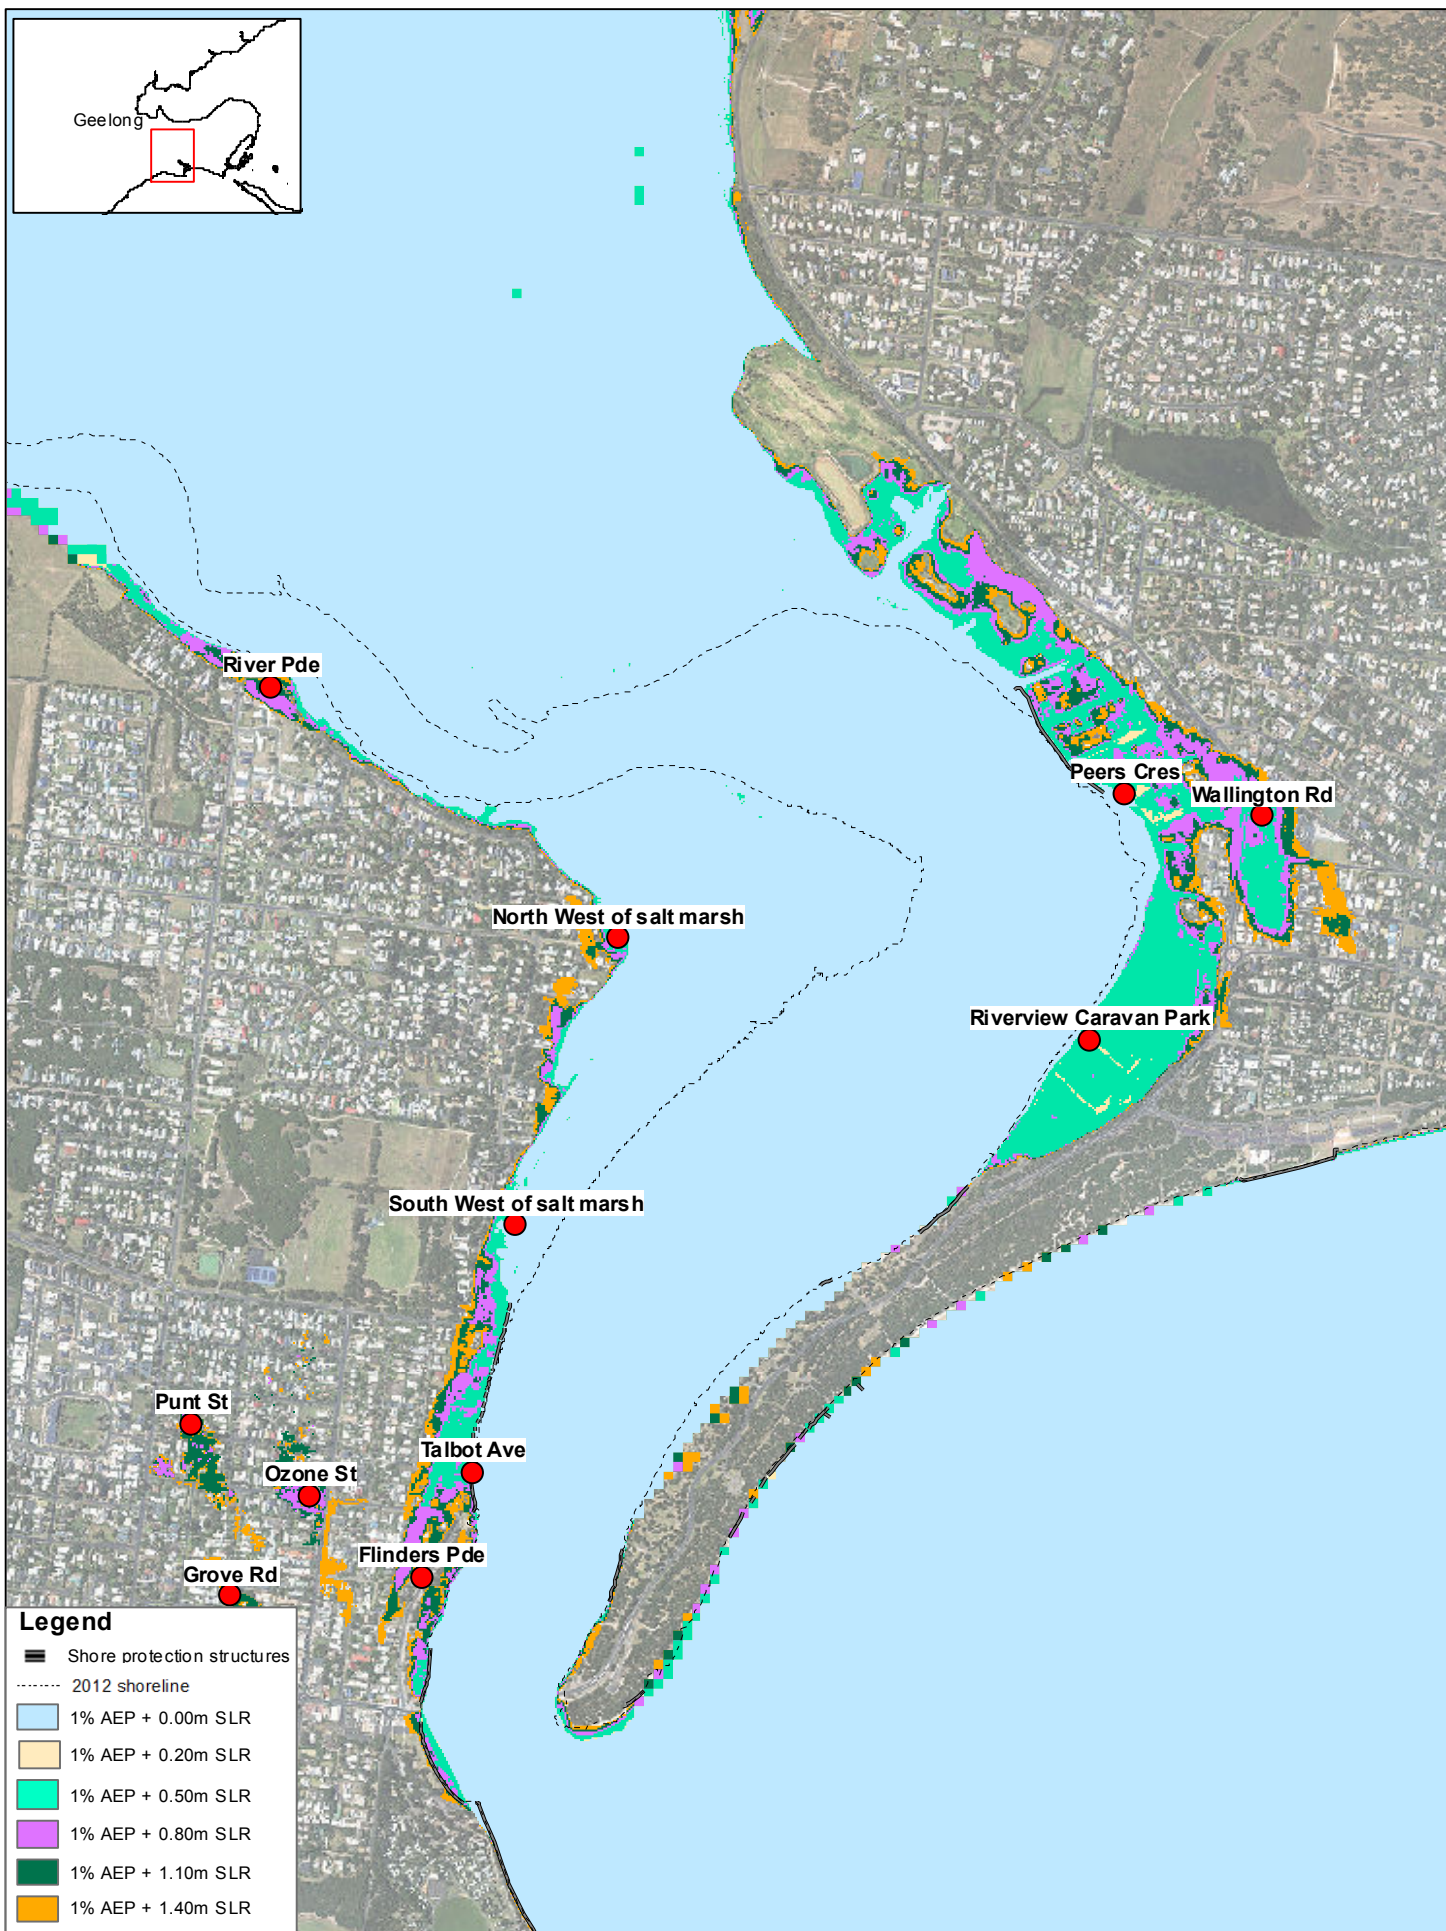 Geelong
River Pde
Peers Cres
Wallington Rd
North West of salt marsh
Riverview Caravan Park
South West of salt marsh
Punt St
Talbot Ave
Ozone St
Flinders Pde
Grove Rd
Legend
Shore protection structures
2012 shoreline
1% AEP + 0.00m SLR
1% AEP + 0.20m SLR
1% AEP + 0.50m SLR
1% AEP + 0.80m SLR
1% AEP + 1.10m SLR
1% AEP + 1.40m SLR